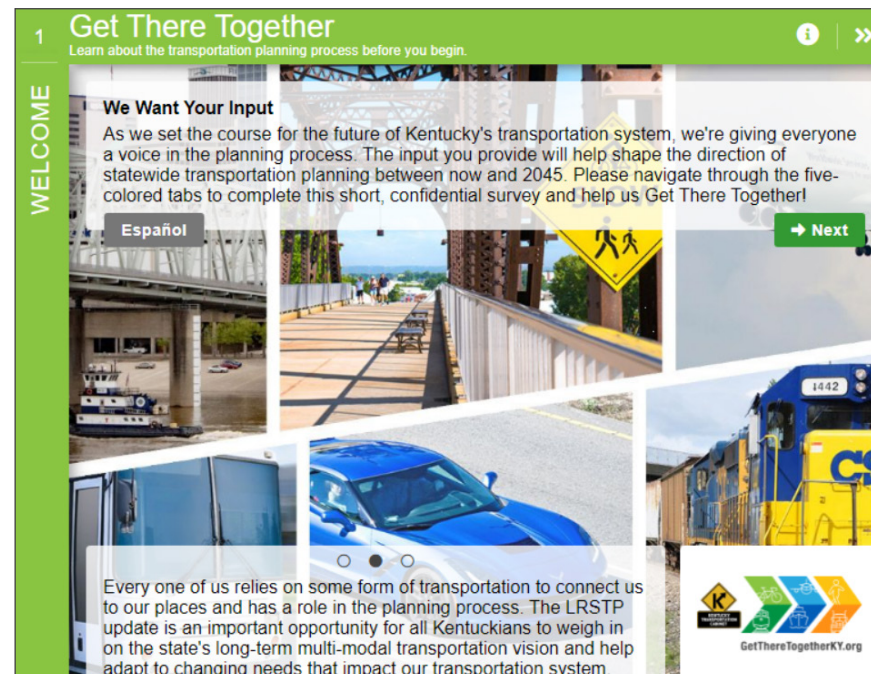 1
Get There Together
Learn about the transportation planning process before you begin.
WELCOME
We Want Your Input
As we set the course for the future of Kentucky's transportation system, we're giving everyone
a voice in the planning process. The input you provide will help shape the direction of
statewide transportation planning between now and 2045. Please navigate through the five-
colored tabs to complete this short, confidential survey and help us Get There Together!
Español
Next
SLOW
1442
CS
Every one of us relies on some form of transportation to connect us
to our places and has a role in the planning process. The LRSTP
update is an important opportunity for all Kentuckians to weigh in
on the state's long-term multi-modal transportation vision and help
adapt to changing needs that impact our transportation system.
KENTUCKY
TRANSPORTATION
CABINET
GetThereTogetherKY.org